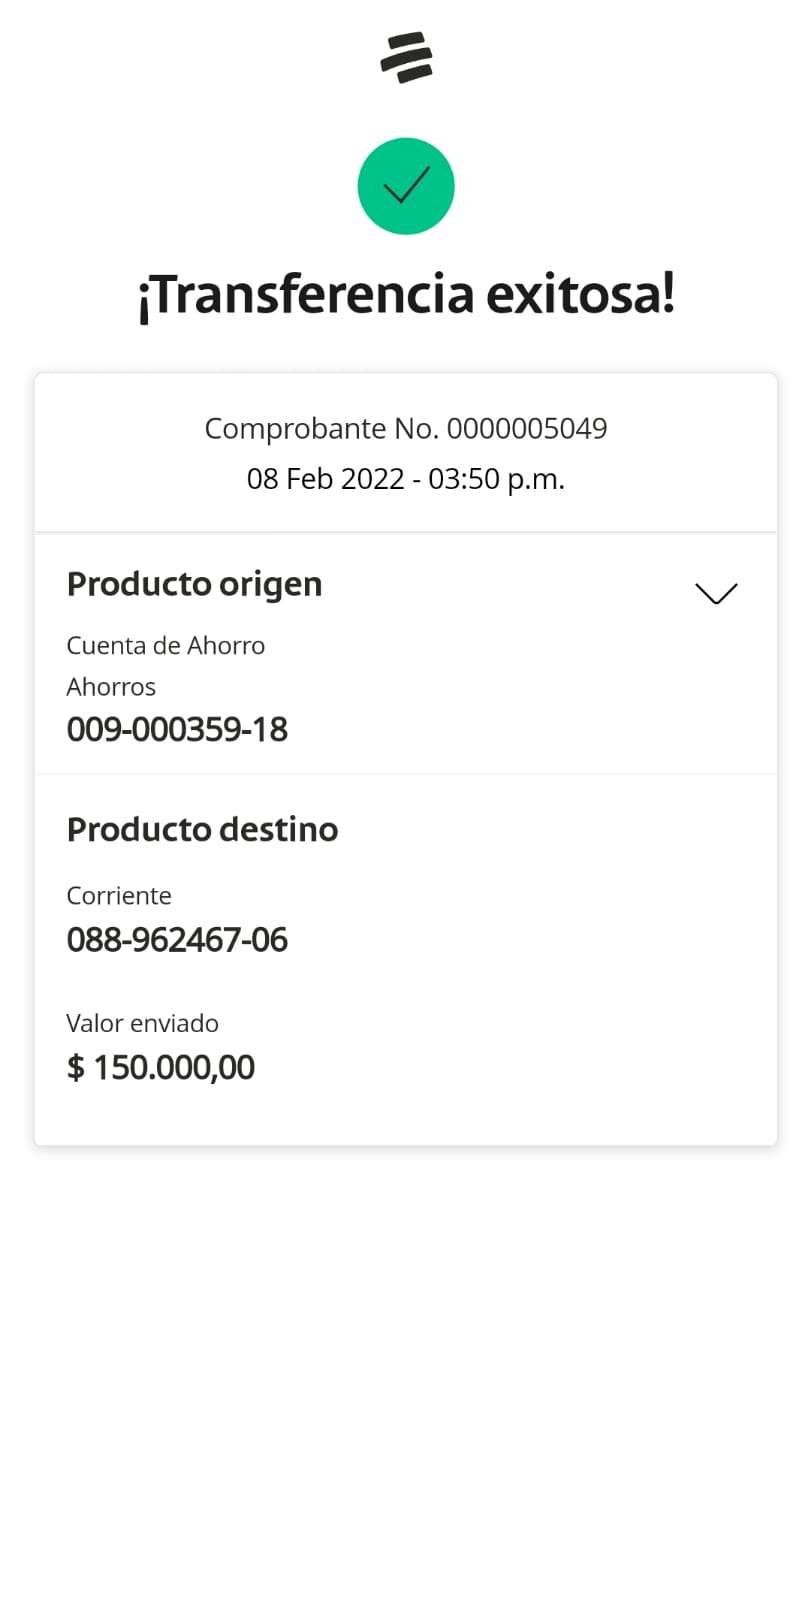 ¡Transferencia exitosa!
Comprobante No. 0000005049
08 Feb 2022 - 03:50 p.m.
Producto origen
Cuenta de Ahorro
Ahorros
009-000359-18
Producto destino
Corriente
088-962467-06
Valor enviado
$ 150.000,00